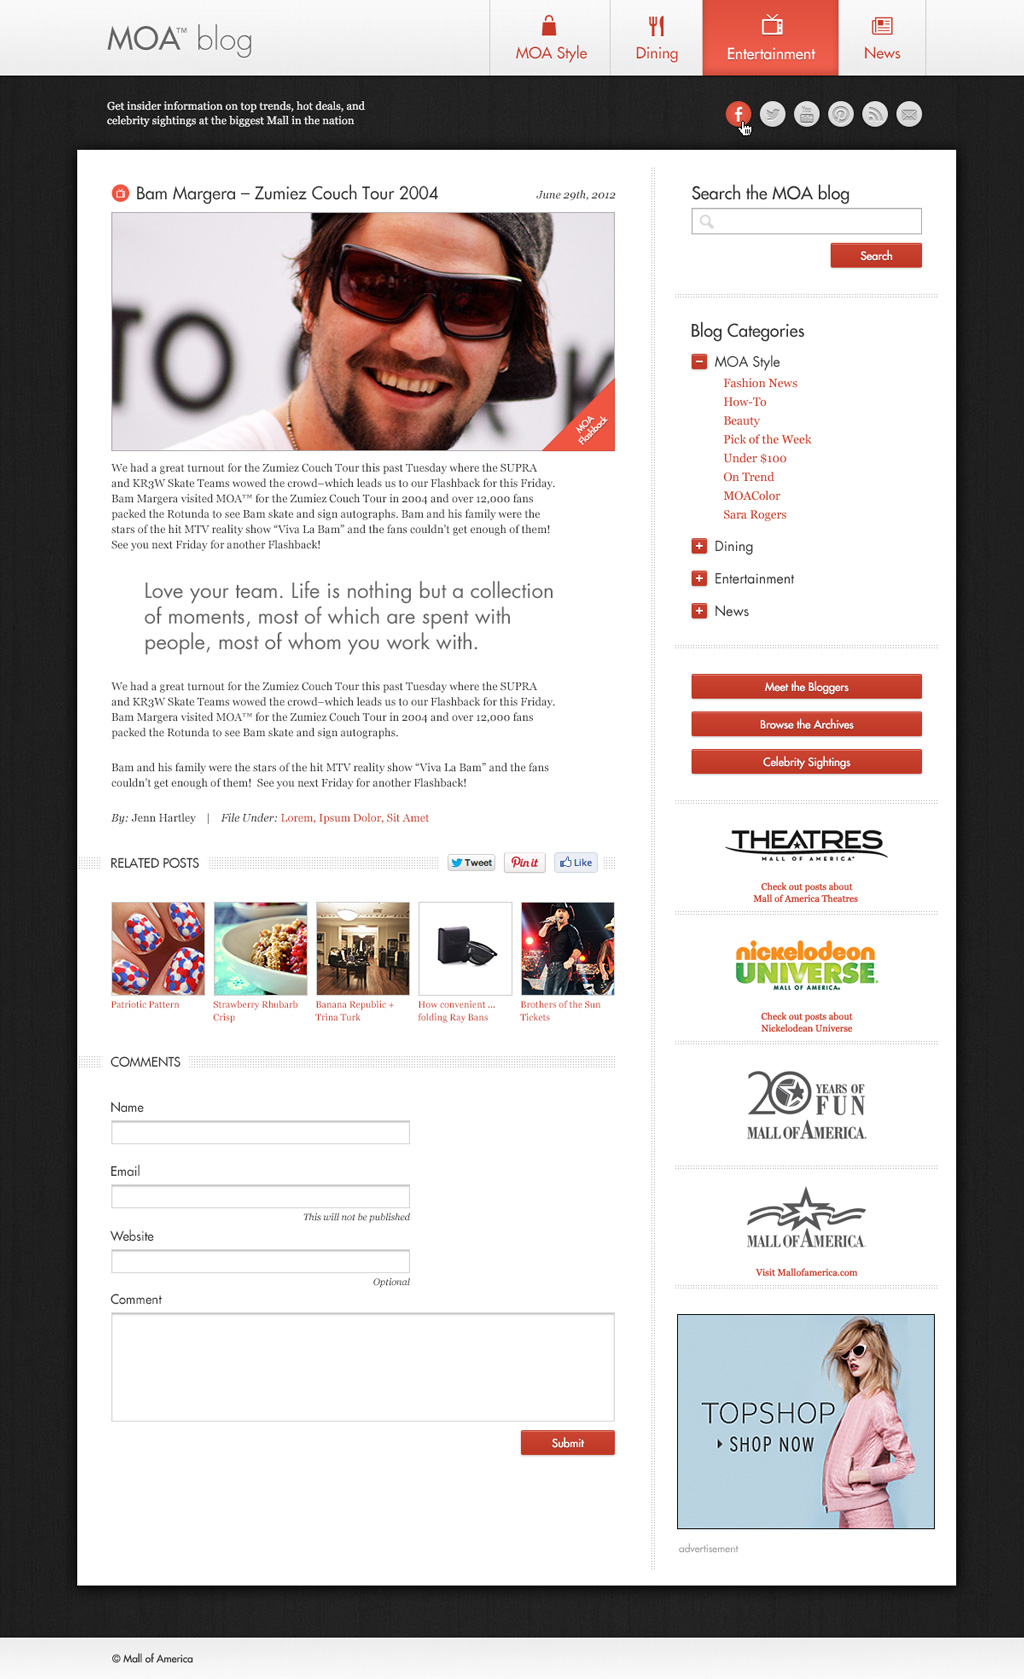 MOA™ blog
MOA Style
Dining
Entertainment
News
Get insider information on top trends, hot deals, and
celebrity sightings at the biggest Mall in the nation
Bam Margera – Zumiez Couch Tour 2004
June 29th, 2012
TO
K
MOA
Flashback
We had a great turnout for the Zumiez Couch Tour this past Tuesday where the SUPRA
and KR3W Skate Teams wowed the crowd–which leads us to our Flashback for this Friday.
Bam Margera visited MOA™ for the Zumiez Couch Tour in 2004 and over 12,000 fans
packed the Rotunda to see Bam skate and sign autographs. Bam and his family were the
stars of the hit MTV reality show “Viva La Bam” and the fans couldn’t get enough of them!
See you next Friday for another Flashback!
Love your team. Life is nothing but a collection
of moments, most of which are spent with
people, most of whom you work with.
We had a great turnout for the Zumiez Couch Tour this past Tuesday where the SUPRA
and KR3W Skate Teams wowed the crowd–which leads us to our Flashback for this Friday.
Bam Margera visited MOA™ for the Zumiez Couch Tour in 2004 and over 12,000 fans
packed the Rotunda to see Bam skate and sign autographs.
Bam and his family were the stars of the hit MTV reality show “Viva La Bam” and the fans
couldn’t get enough of them! See you next Friday for another Flashback!
By: Jenn Hartley | File Under: Lorem, Ipsum Dolor, Sit Amet
RELATED POSTS
Tweet
Pin it
Like
Patriotic Pattern
Strawberry Rhubarb
Crisp
Banana Republic +
Trina Turk
How convenient ...
folding Ray Bans
Brothers of the Sun
Tickets
COMMENTS
Name
Email
This will not be published
Website
Optional
Comment
Submit
Search the MOA blog
Search
Blog Categories
MOA Style
Fashion News
How-To
Beauty
Pick of the Week
Under $100
On Trend
MOAColor
Sara Rogers
Dining
Entertainment
News
Meet the Bloggers
Browse the Archives
Celebrity Sightings
THEATRES
MALL OF AMERICA
Check out posts about
Mall of America Theatres
nickelodeon
UNIVERSE
MALL OF AMERICA
Check out posts about
Nickelodean Universe
20 YEARS OF
FUN
MALL OF AMERICA
MALL OF AMERICA
Visit Mallofamerica.com
TOPSHOP
SHOP NOW
advertisement
© Mall of America